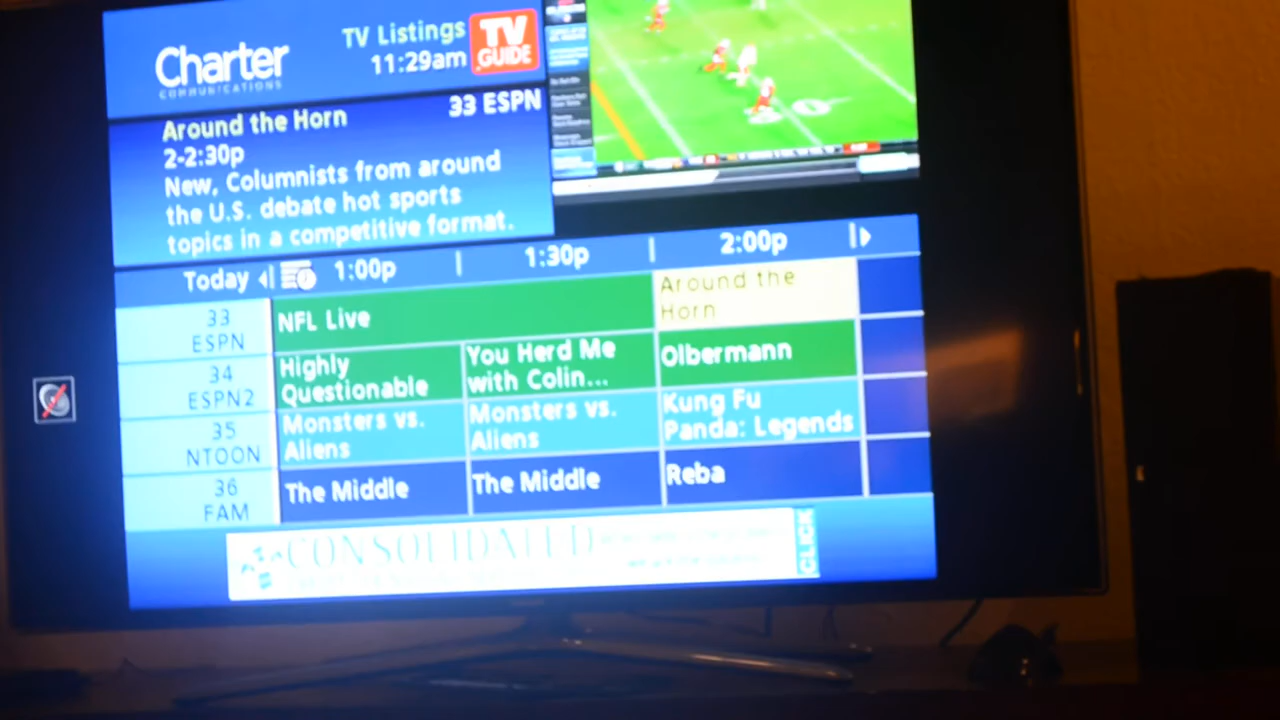 Charter
COMMUNICATIONS
TV Listings
11:29am
TV
GUIDE
Around the Horn
33 ESPN
2-2:30p
New, Columnists from around
the U.S. debate hot sports
topics in a competitive format.
Today
1:00p
1:30p
2:00p
33
ESPN
NFL Live
Around the
Horn
34
ESPN2
Highly
Questionable
You Herd Me
with Colin...
Olbermann
35
NTOON
Monsters vs.
Aliens
Monsters vs.
Aliens
Kung Fu
Panda: Legends
36
FAM
The Middle
The Middle
Reba
CONSOLIDATED
CLICK